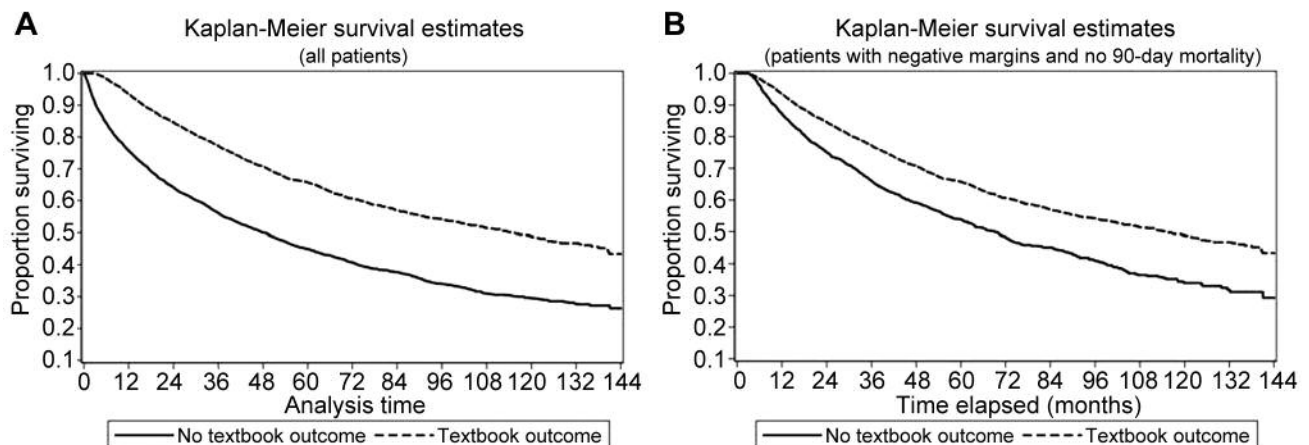 A
Kaplan-Meier survival estimates
(all patients)
Proportion surviving
1.0
0.9
0.8
0.7
0.6
0.5
0.4
0.3
0.2
0.1
0 12 24 36 48 60 72 84 96 108 120 132 144
Analysis time
No textbook outcome Textbook outcome
B
Kaplan-Meier survival estimates
(patients with negative margins and no 90-day mortality)
Proportion surviving
1.0
0.9
0.8
0.7
0.6
0.5
0.4
0.3
0.2
0.1
0 12 24 36 48 60 72 84 96 108 120 132 144
Time elapsed (months)
No textbook outcome Textbook outcome